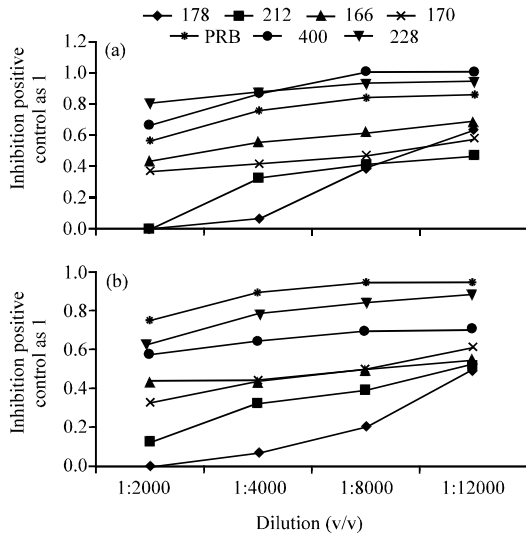 178 212 166 170
PRB 400 228
(a)
1.2
1.0
0.8
0.6
0.4
0.2
0.0
Inhibition positive
control as 1
(b)
1.0
0.8
0.6
0.4
0.2
0.0
Inhibition positive
control as 1
1:2000 1:4000 1:8000 1:12000
Dilution (v/v)